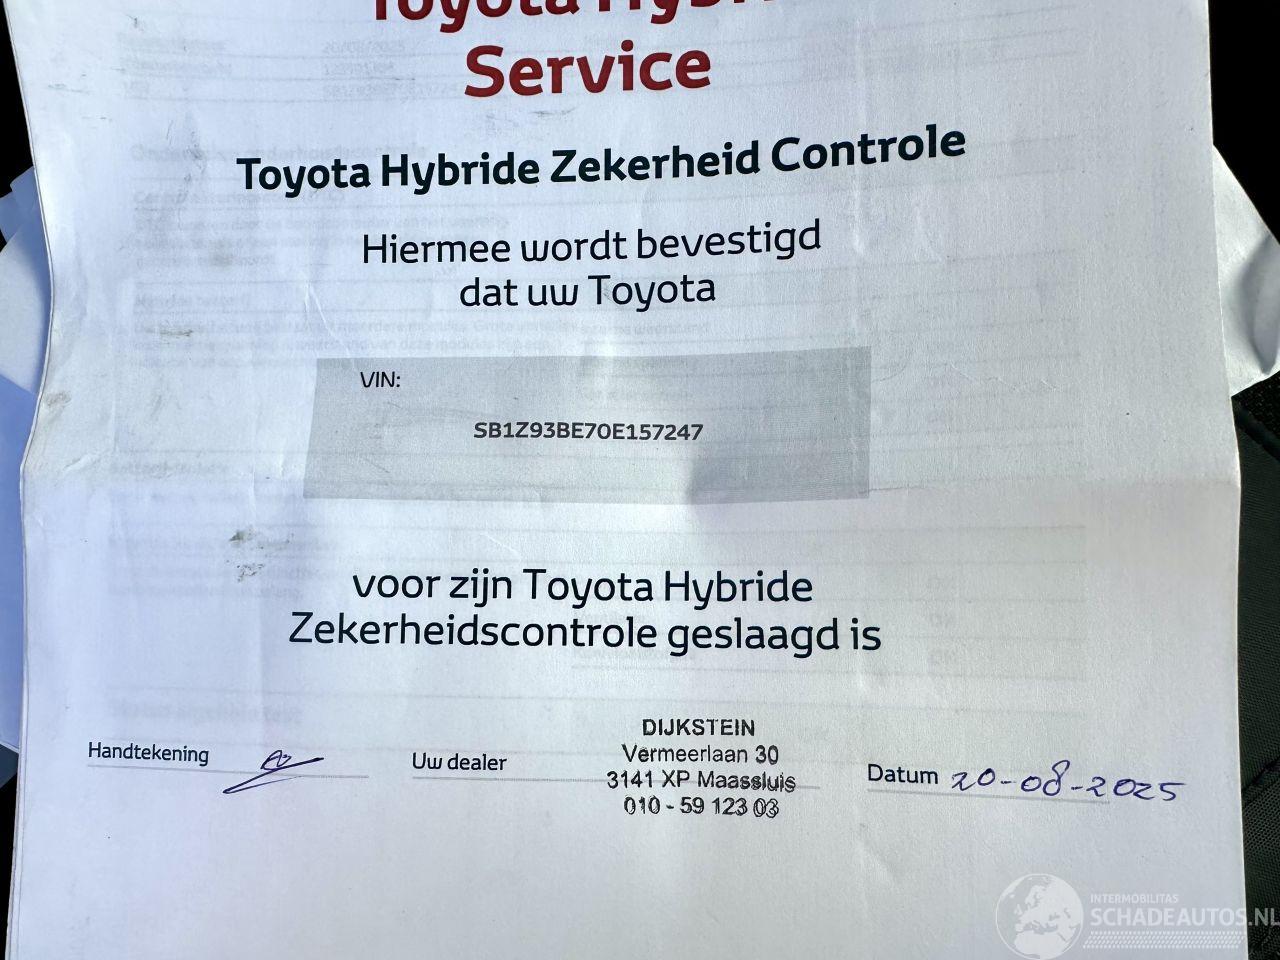 Toyota Hybri
Service
Toyota Hybride Zekerheid Controle
Hiermee wordt bevestigd
dat uw Toyota
VIN:
SB1Z93BE70E157247
voor zijn Toyota Hybride
Zekerheidscontrole geslaagd is
Handtekening
Uw dealer
DIJKSTEIN
Vermeerlaan 30
3141 XP Maassluis
010 - 59 123 03
Datum 20-08-2025
INTERMOBILITAS
SCHADEAUTOS.NL